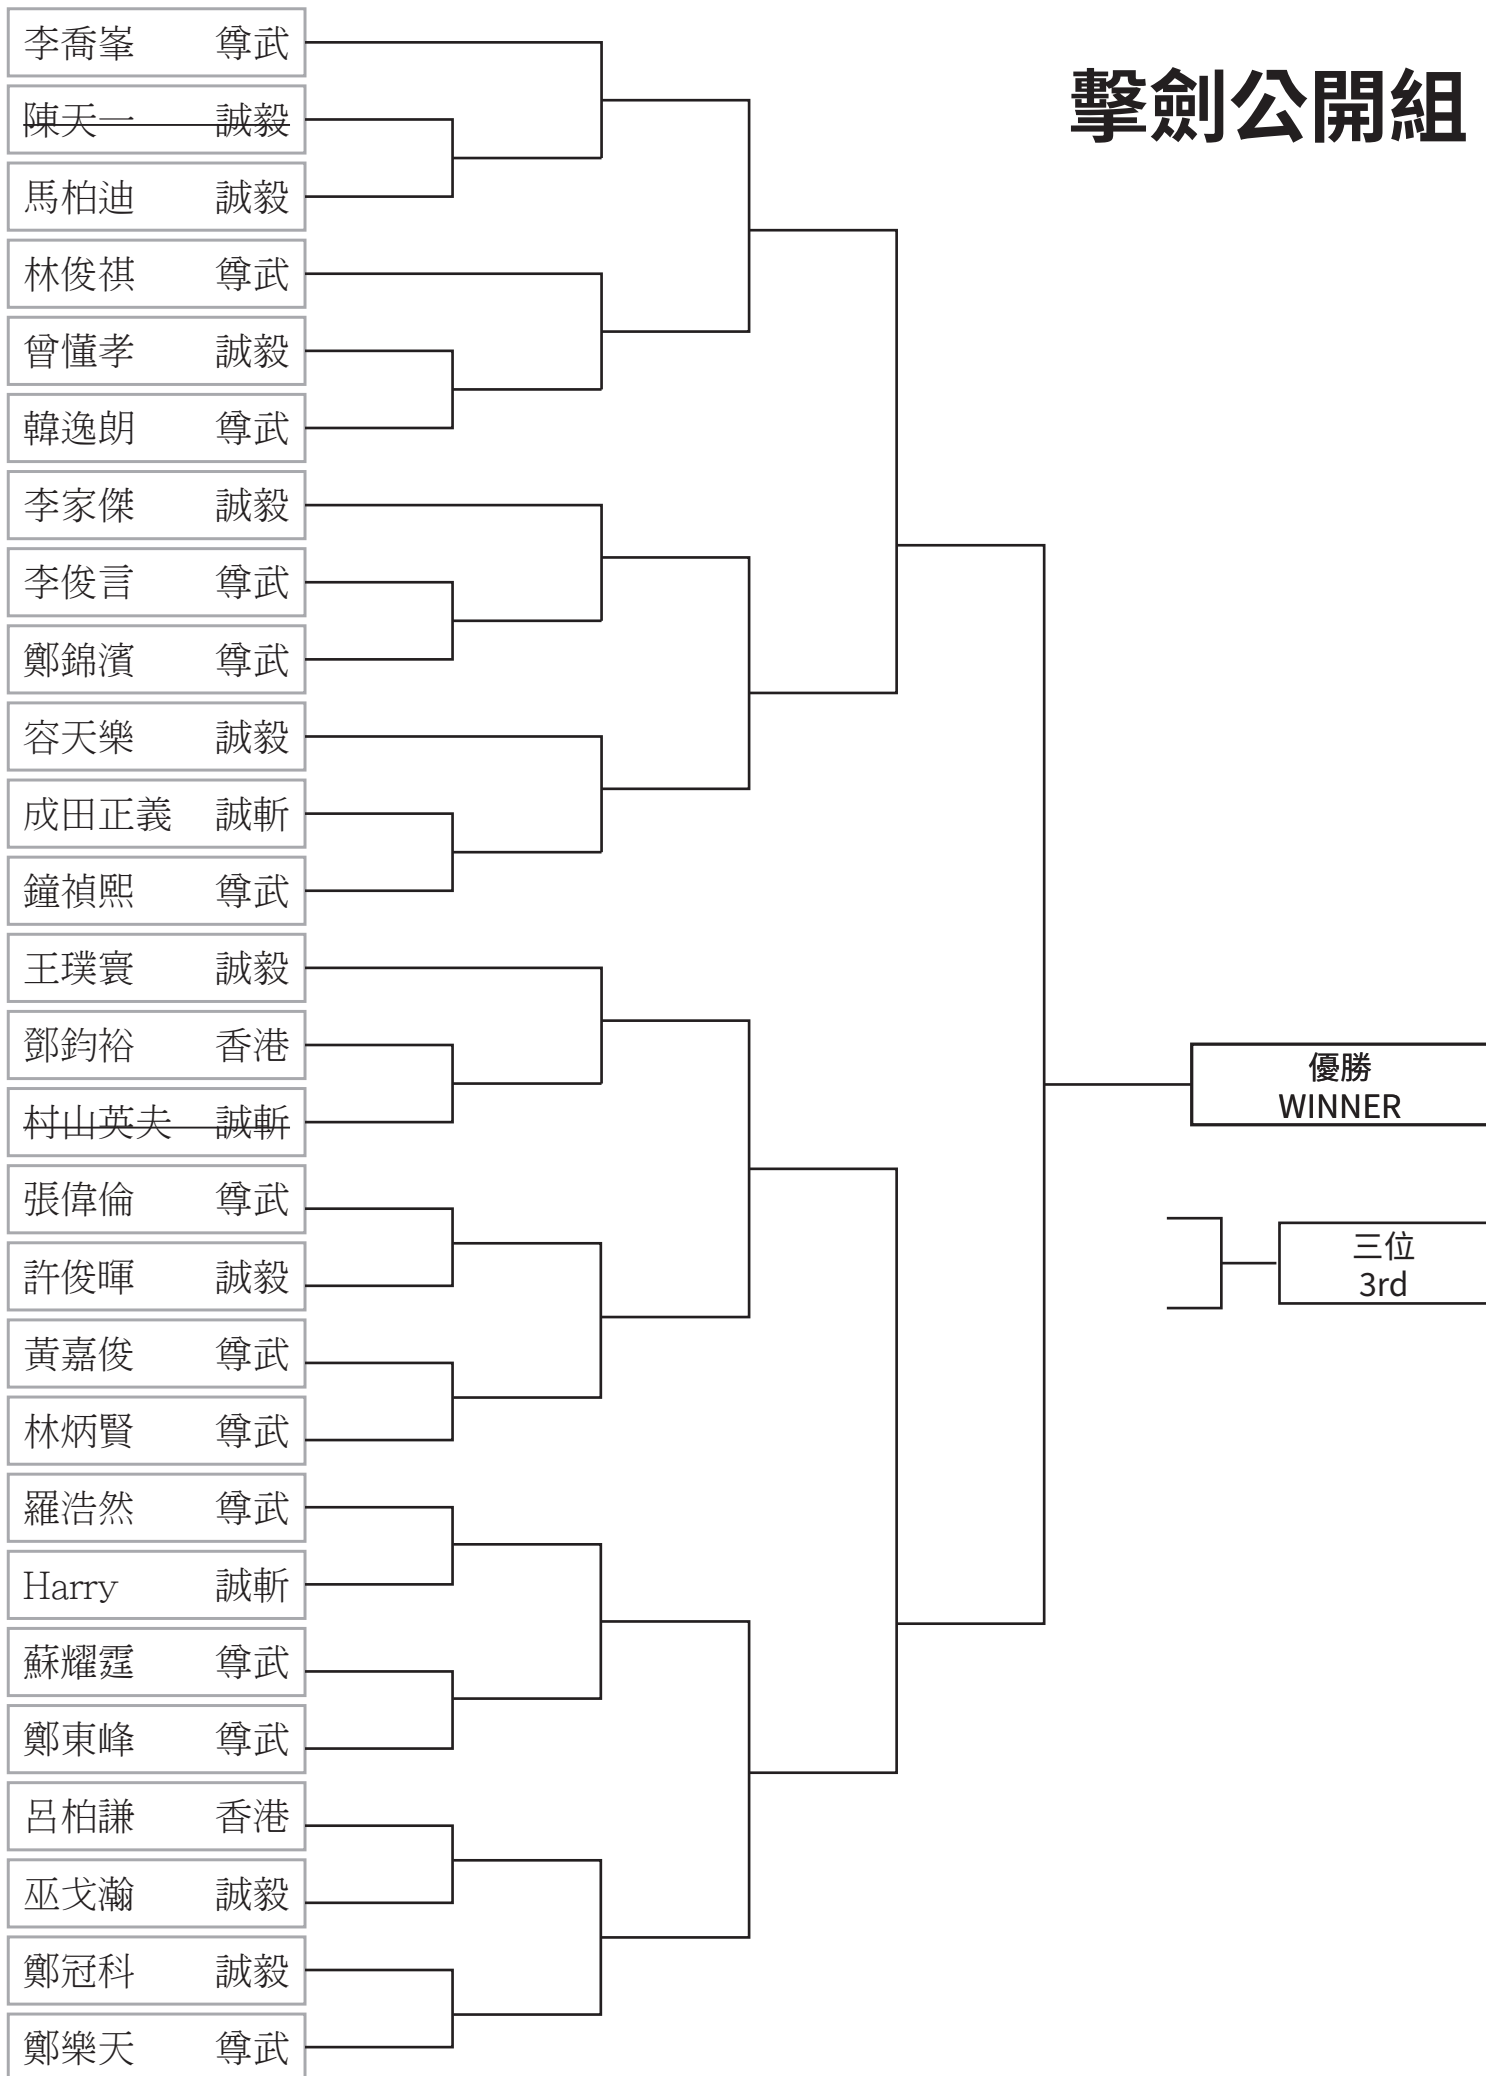 擊劍公開組
李喬峯 尊武
陳天一 誠毅
馬柏迪 誠毅
林俊祺 尊武
曾懂孝 誠毅
韓逸朗 尊武
李家傑 誠毅
李俊言 尊武
鄭錦濱 尊武
容天樂 誠毅
成田正義 誠斬
鐘禎熙 尊武
王璞寰 誠毅
鄧鈞裕 香港
村山英夫 誠斬
張偉倫 尊武
許俊暉 誠毅
黃嘉俊 尊武
林炳賢 尊武
羅浩然 尊武
Harry 誠斬
蘇耀霆 尊武
鄭東峰 尊武
呂柏謙 香港
巫戈瀚 誠毅
鄭冠科 誠毅
鄭樂天 尊武
優勝
WINNER
三位
3rd